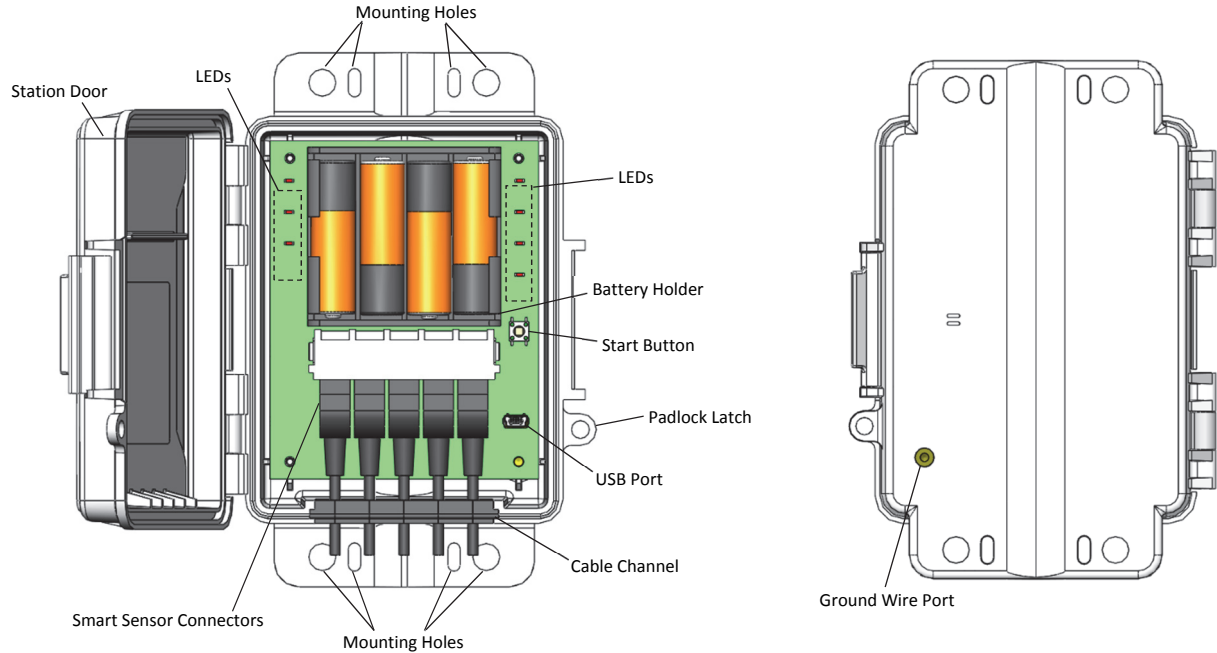 Mounting Holes
LEDs
Station Door
LEDs
Battery Holder
Start Button
Padlock Latch
USB Port
Cable Channel
Ground Wire Port
Smart Sensor Connectors
Mounting Holes